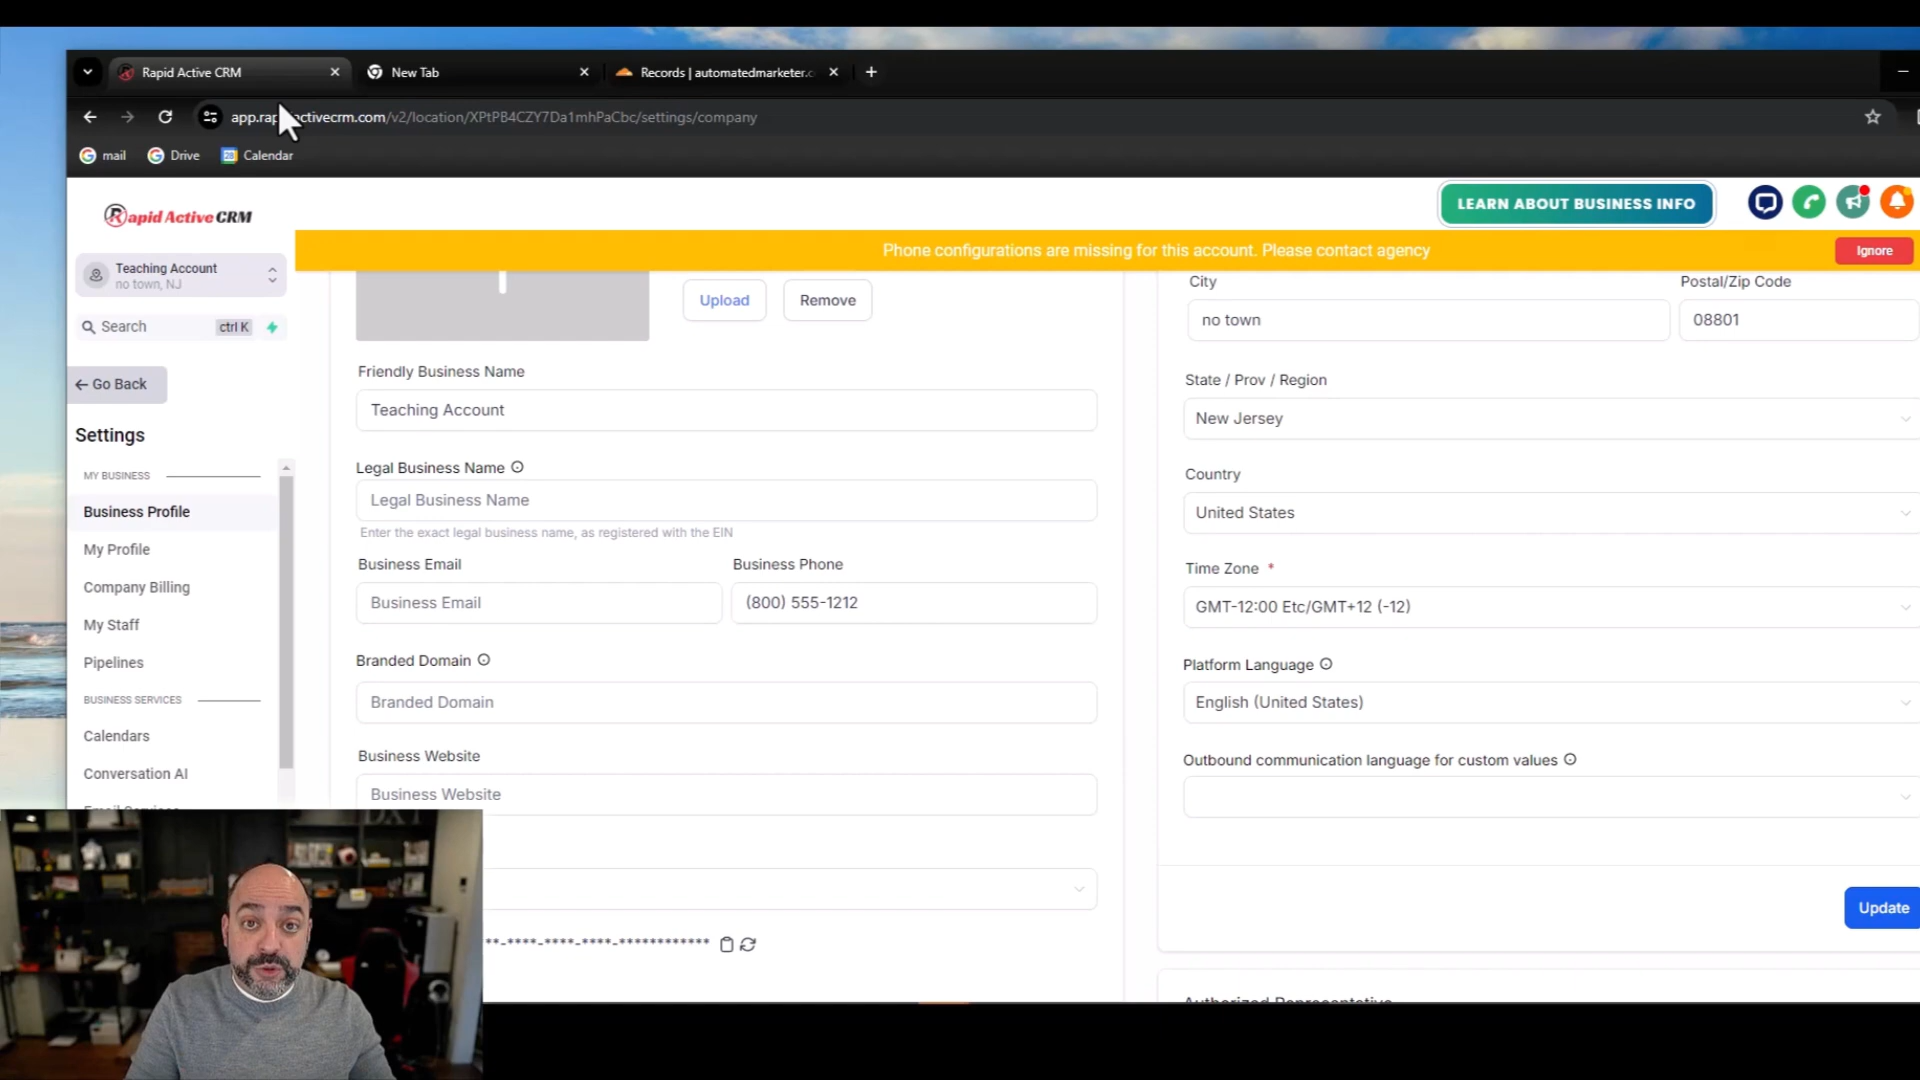 Rapid Active CRM
New Tab
Records | automatedmarketer.c
app.rap activecrm.com/v2/location/XPtPB4CZY7Da1mhPaCbc/settings/company
mail
Drive
Calendar
Rapid Active CRM
LEARN ABOUT BUSINESS INFO
Phone configurations are missing for this account. Please contact agency
Ignore
Teaching Account
no town, NJ
Search
ctrl K
Go Back
Settings
MY BUSINESS
Business Profile
My Profile
Company Billing
My Staff
Pipelines
BUSINESS SERVICES
Calendars
Conversation AI
Email Services
Upload
Remove
Friendly Business Name
Teaching Account
Legal Business Name
Legal Business Name
Enter the exact legal business name, as registered with the EIN
Business Email
Business Phone
Business Email
(800) 555-1212
Branded Domain
Branded Domain
Business Website
Business Website
**-****-****-****-************
City
Postal/Zip Code
no town
08801
State / Prov / Region
New Jersey
Country
United States
Time Zone *
GMT-12:00 Etc/GMT+12 (-12)
Platform Language
English (United States)
Outbound communication language for custom values
Update
Authorized Representative